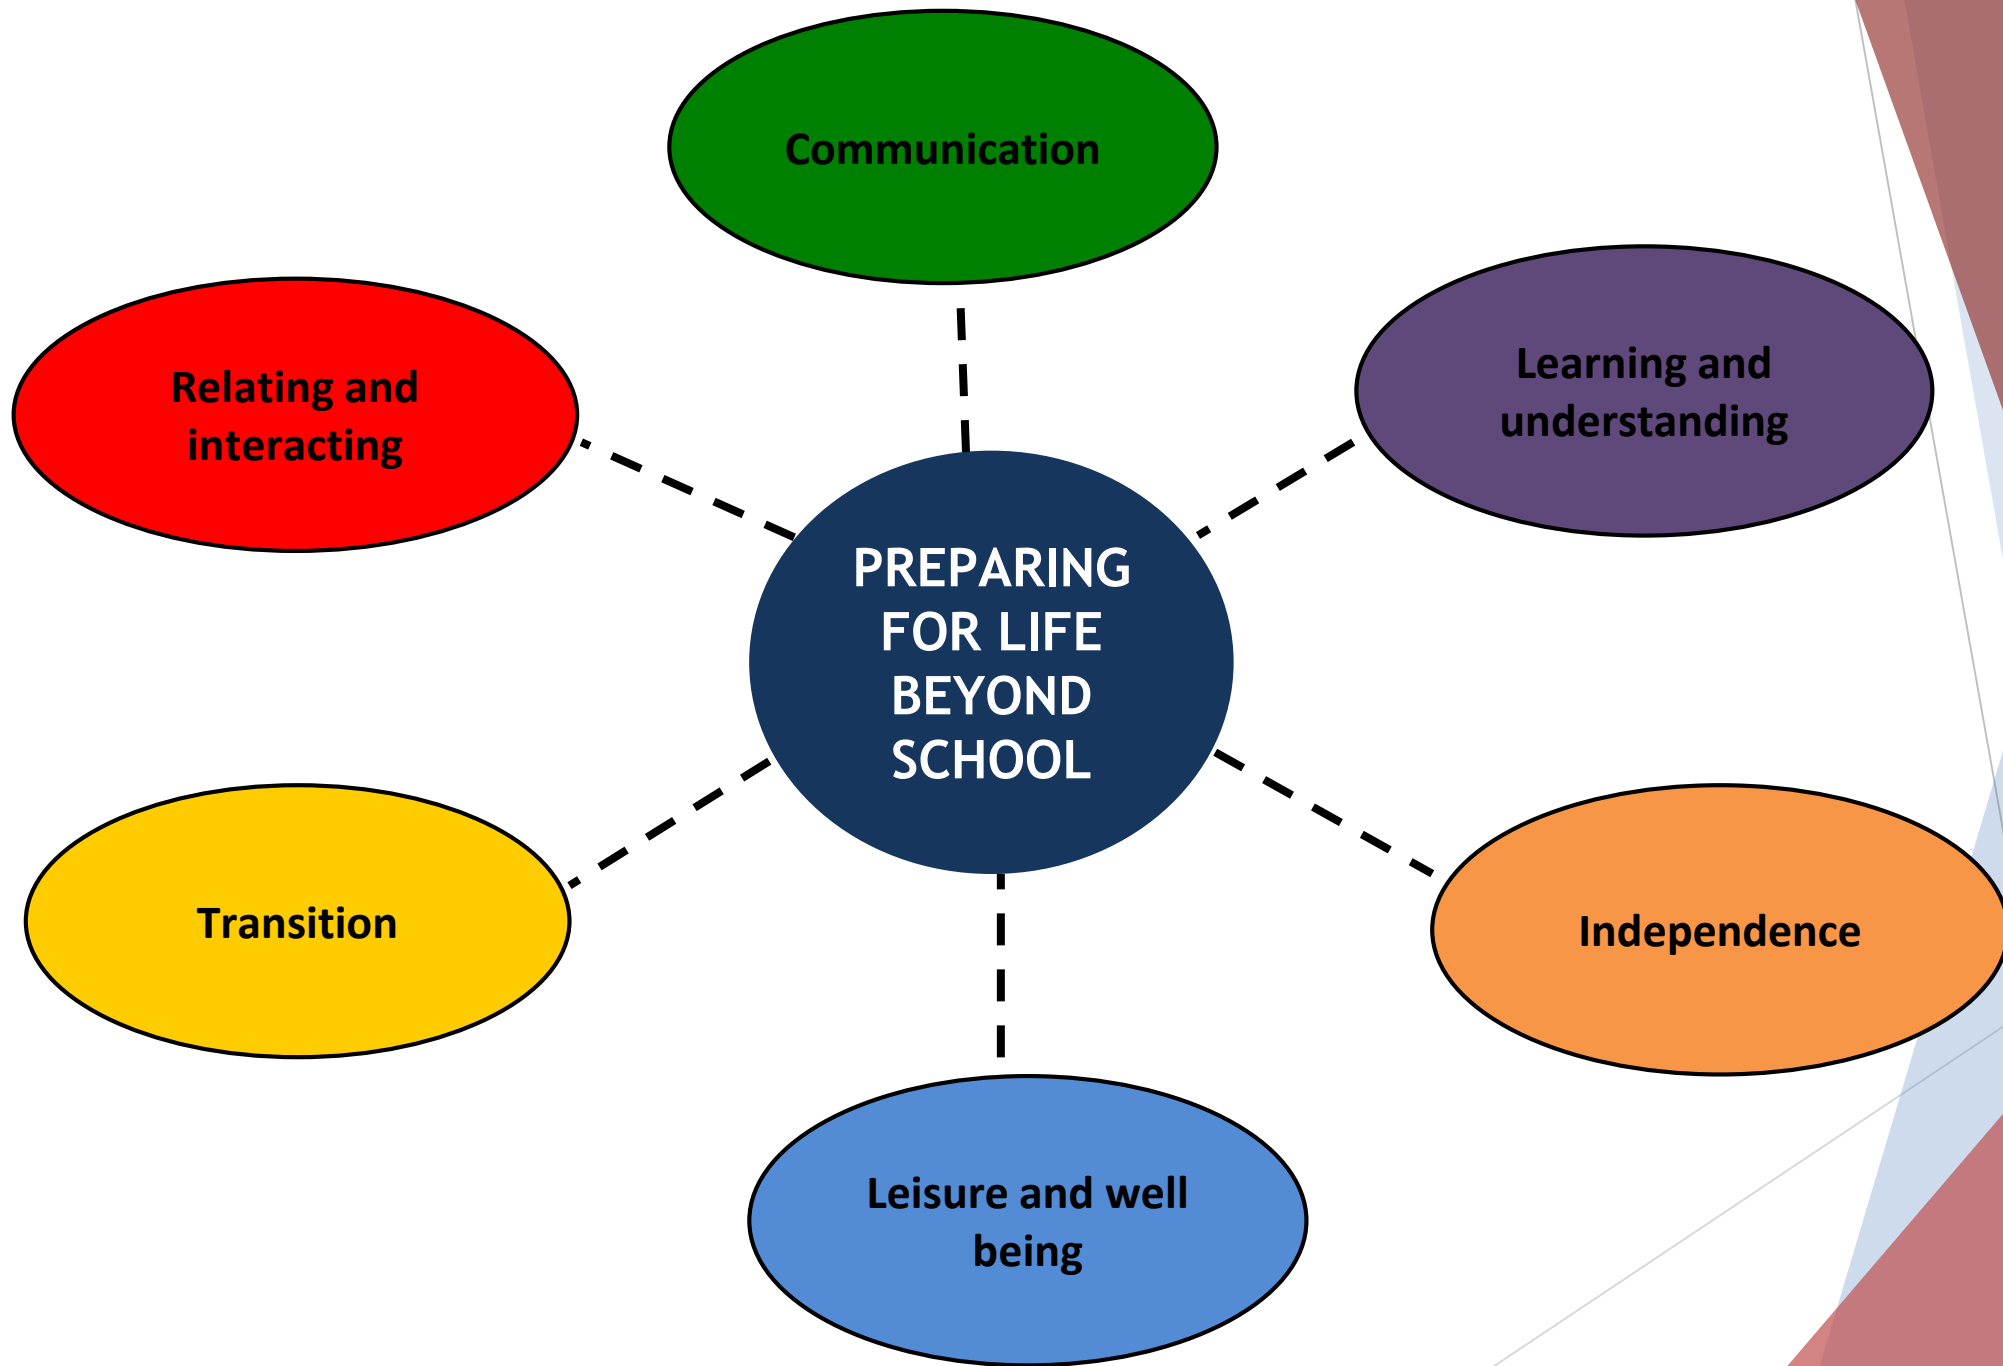 Communication
Relating and
interacting
Learning and
understanding
PREPARING
FOR LIFE
BEYOND
SCHOOL
Transition
Independence
Leisure and well
being